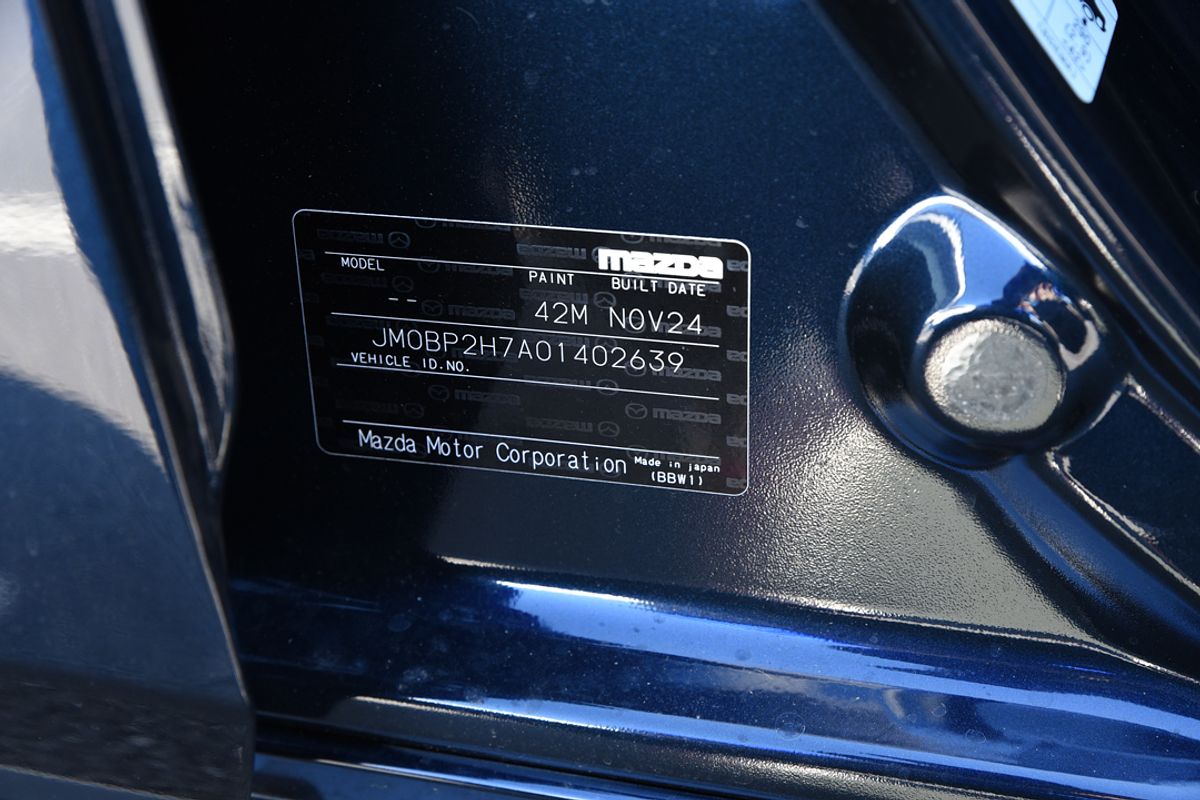 mazda
MODEL PAINT BUILT DATE
-- 42M NOV24
JM0BP2H7A01402639
VEHICLE ID.NO.
Mazda Motor Corporation Made in japan
(BBW1)